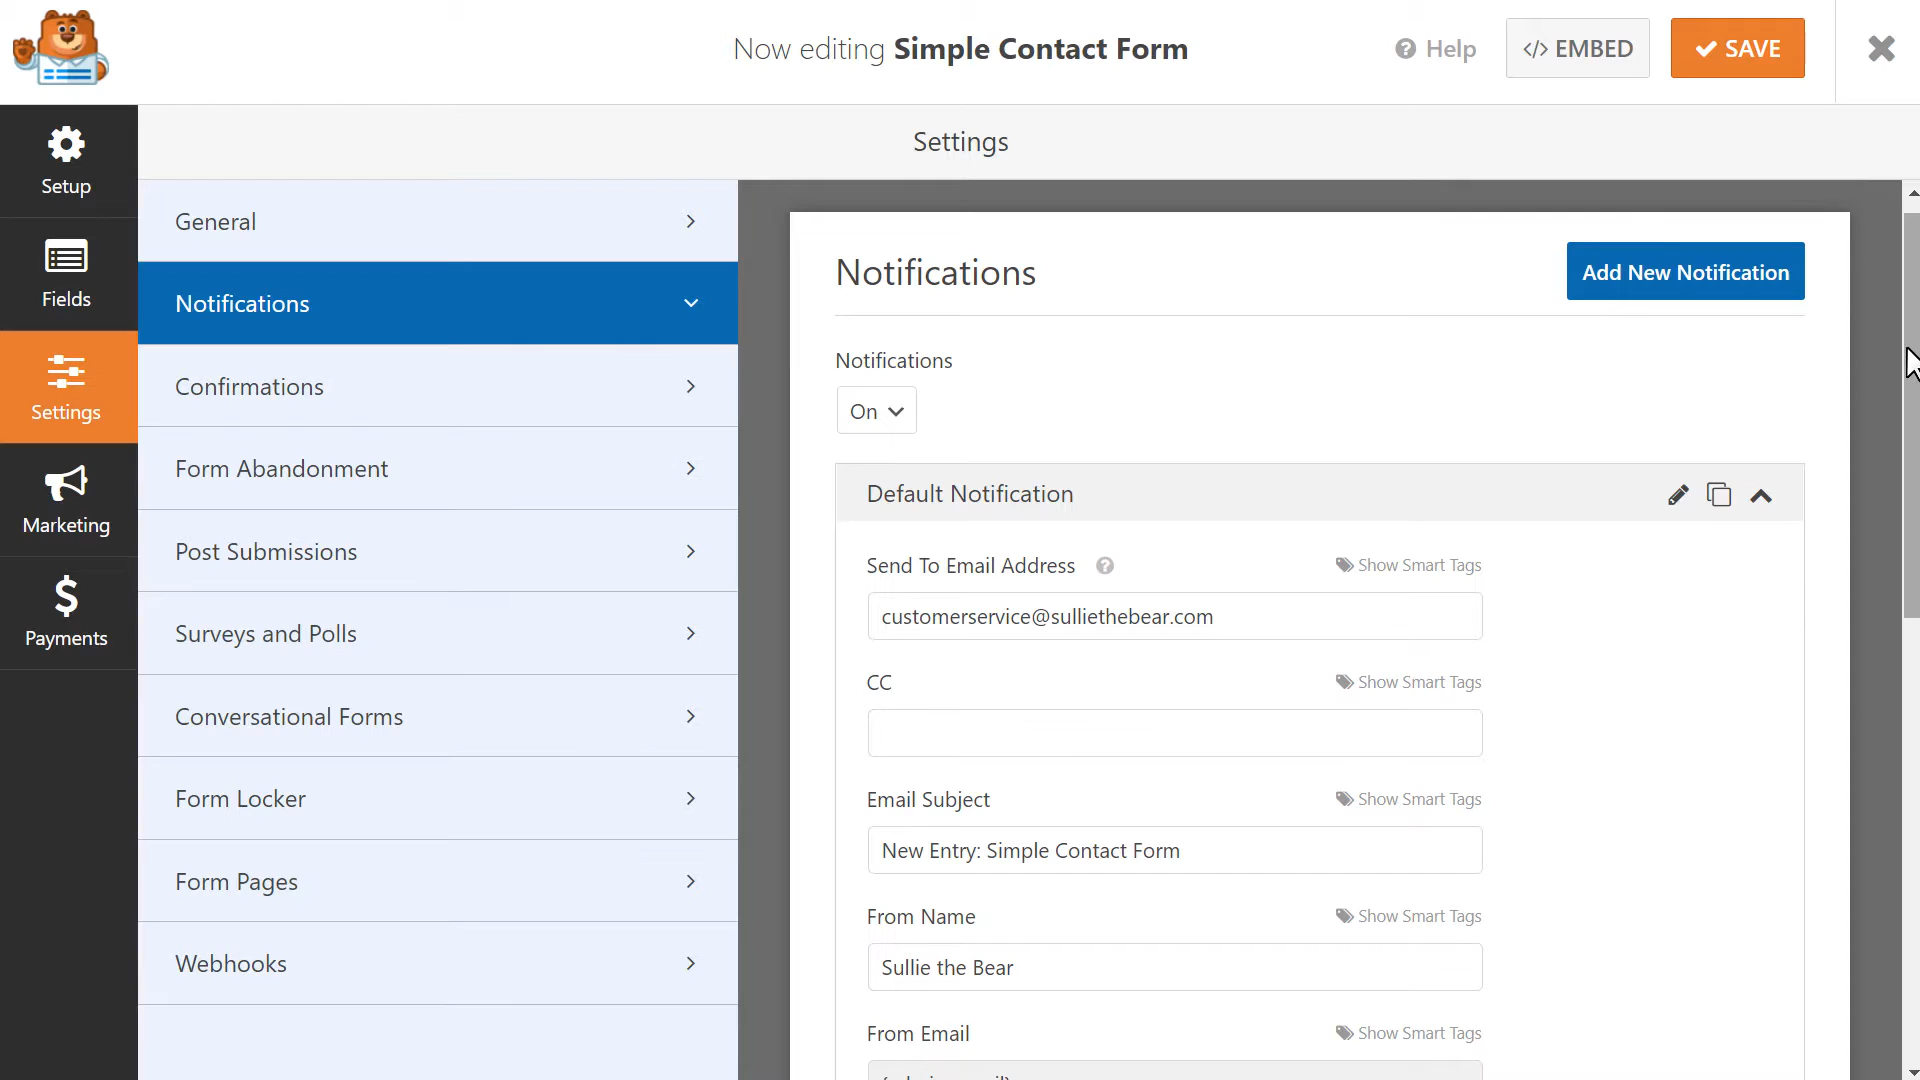 Now editing Simple Contact Form
Help
</> EMBED
SAVE
Settings
Setup
Fields
Settings
Marketing
Payments
General
Notifications
Confirmations
Form Abandonment
Post Submissions
Surveys and Polls
Conversational Forms
Form Locker
Form Pages
Webhooks
Notifications
Add New Notification
Notifications
On
Default Notification
Send To Email Address
Show Smart Tags
customerservice@sulliethebear.com
CC
Show Smart Tags
Email Subject
Show Smart Tags
New Entry: Simple Contact Form
From Name
Show Smart Tags
Sullie the Bear
From Email
Show Smart Tags